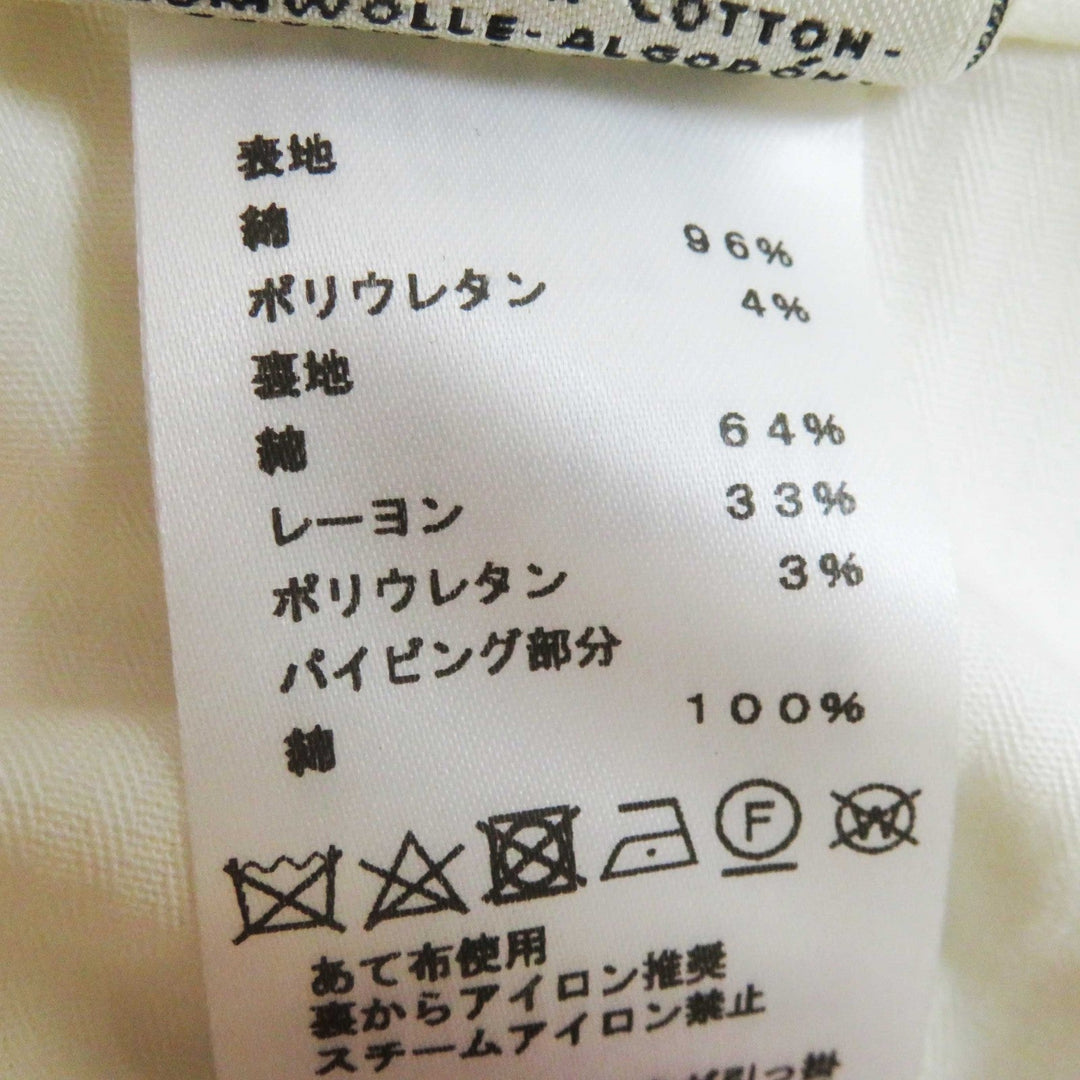 COTTON-
WOLLE-ALGODÓN-
表地
綿 96%
ポリウレタン 4%
裏地
綿 64%
レーヨン 33%
ポリウレタン 3%
パイピング部分
綿 100%
F W
あて布使用
裏からアイロン推奨
スチームアイロン禁止
引っ掛